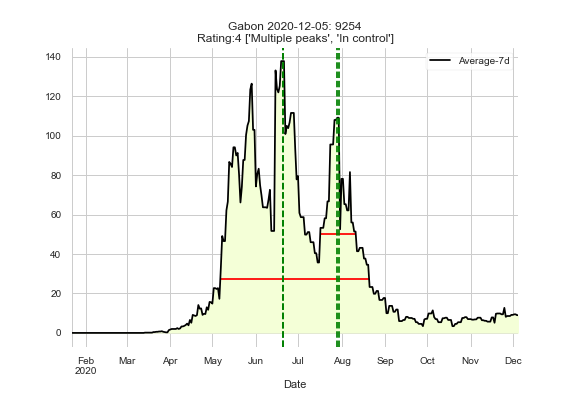 Gabon 2020-12-05: 9254
Rating:4 ['Multiple peaks', 'In control']
Average-7d
140
120
100
80
60
40
20
0
Feb Mar Apr May Jun Jul Aug Sep Oct Nov Dec
2020
Date